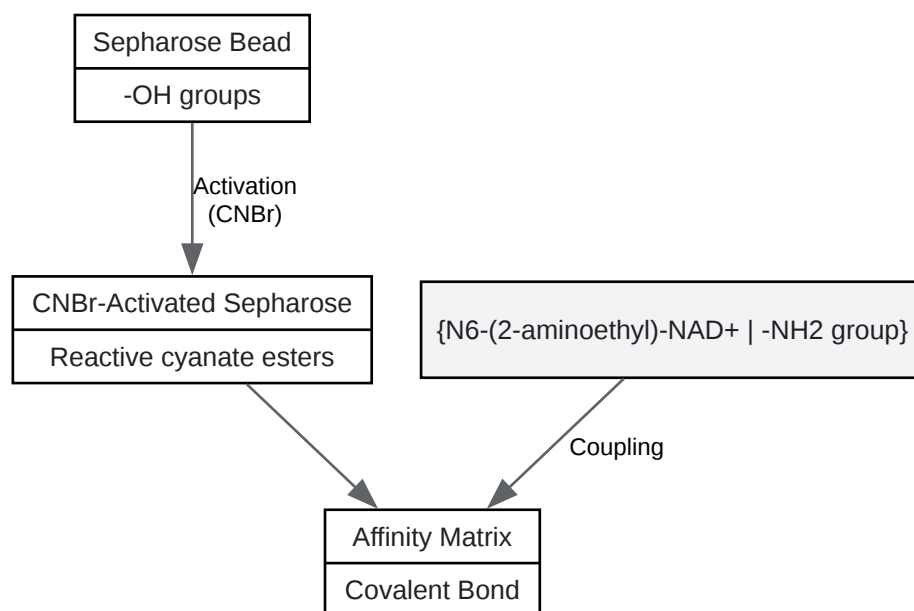 Sepharose Bead
-OH groups
Activation
(CNBr)
CNBr-Activated Sepharose
Reactive cyanate esters
{N6-(2-aminoethyl)-NAD+ | -NH2 group}
Coupling
Affinity Matrix
Covalent Bond